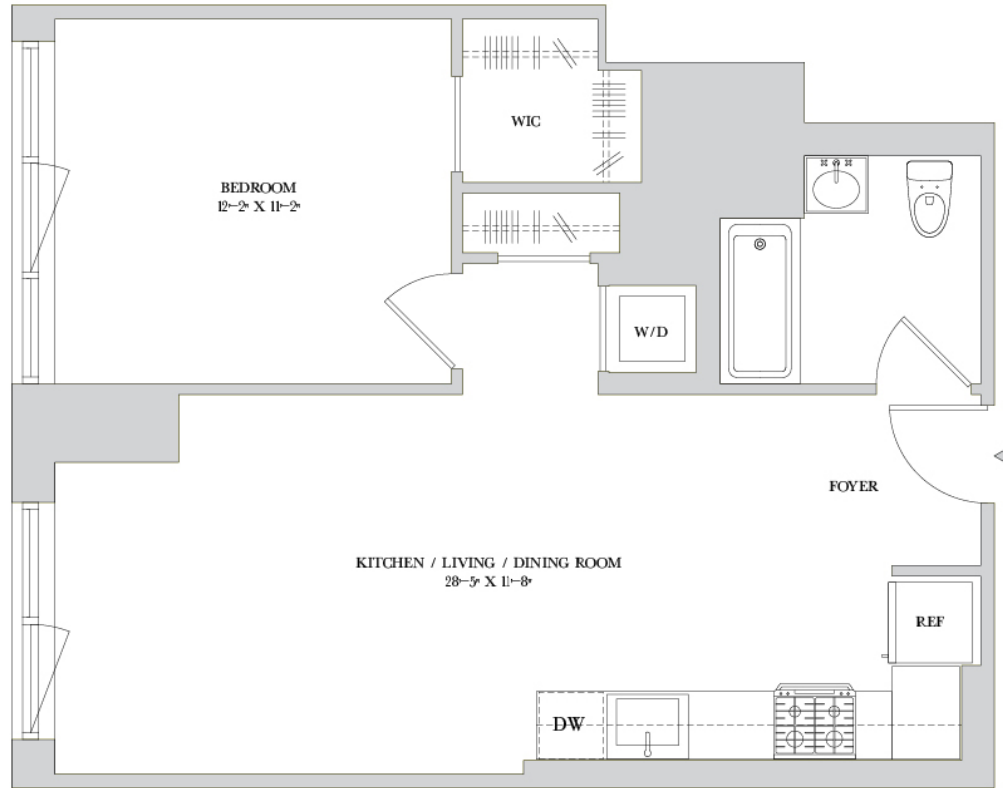 WIC
BEDROOM
12'-2" X 11'-2"
W/D
FOYER
KITCHEN / LIVING / DINING ROOM
28'-5" X 11'-8"
REF
DW